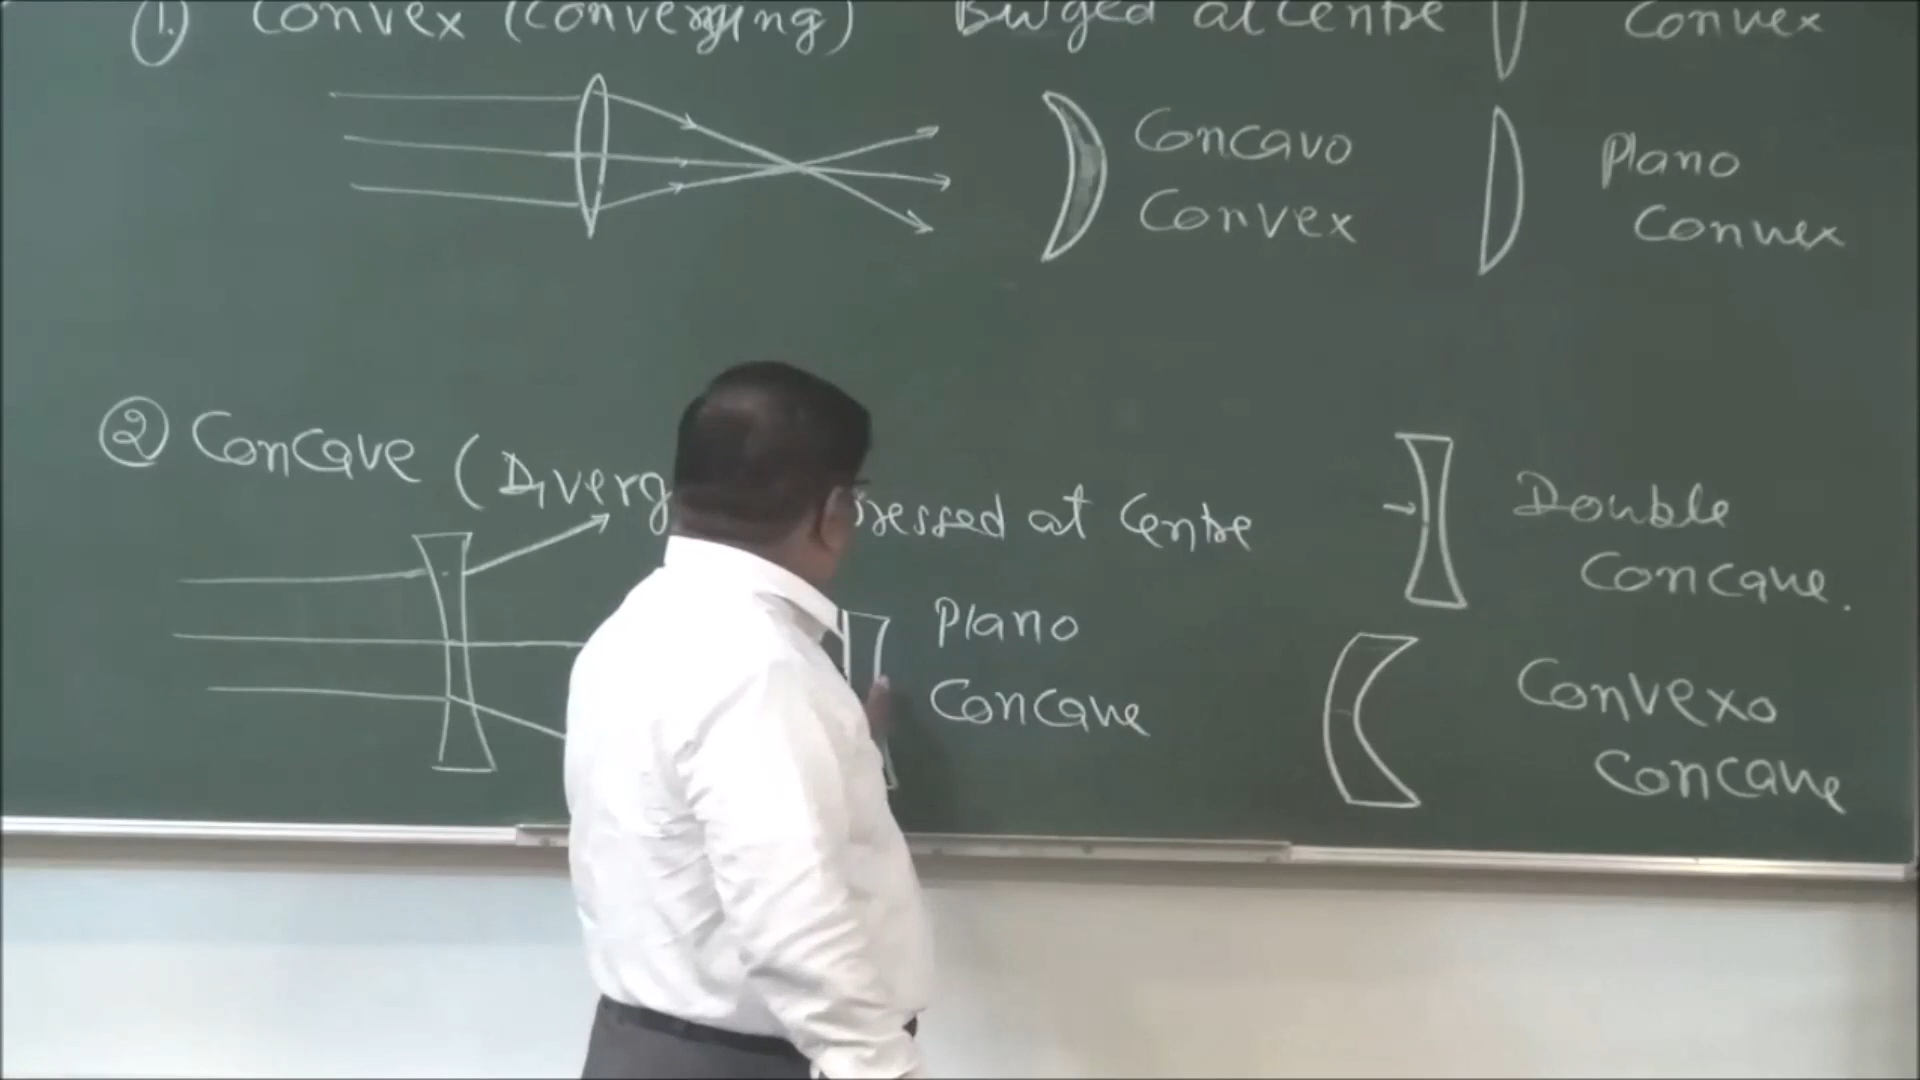 1. Convex (Converging) Bulged at Centre Convex
Concavo
Convex
Plano
Convex
2 Concave (Diverg ressed at Centre
Double
Concave.
Plano
Concave
Convexo
Concave